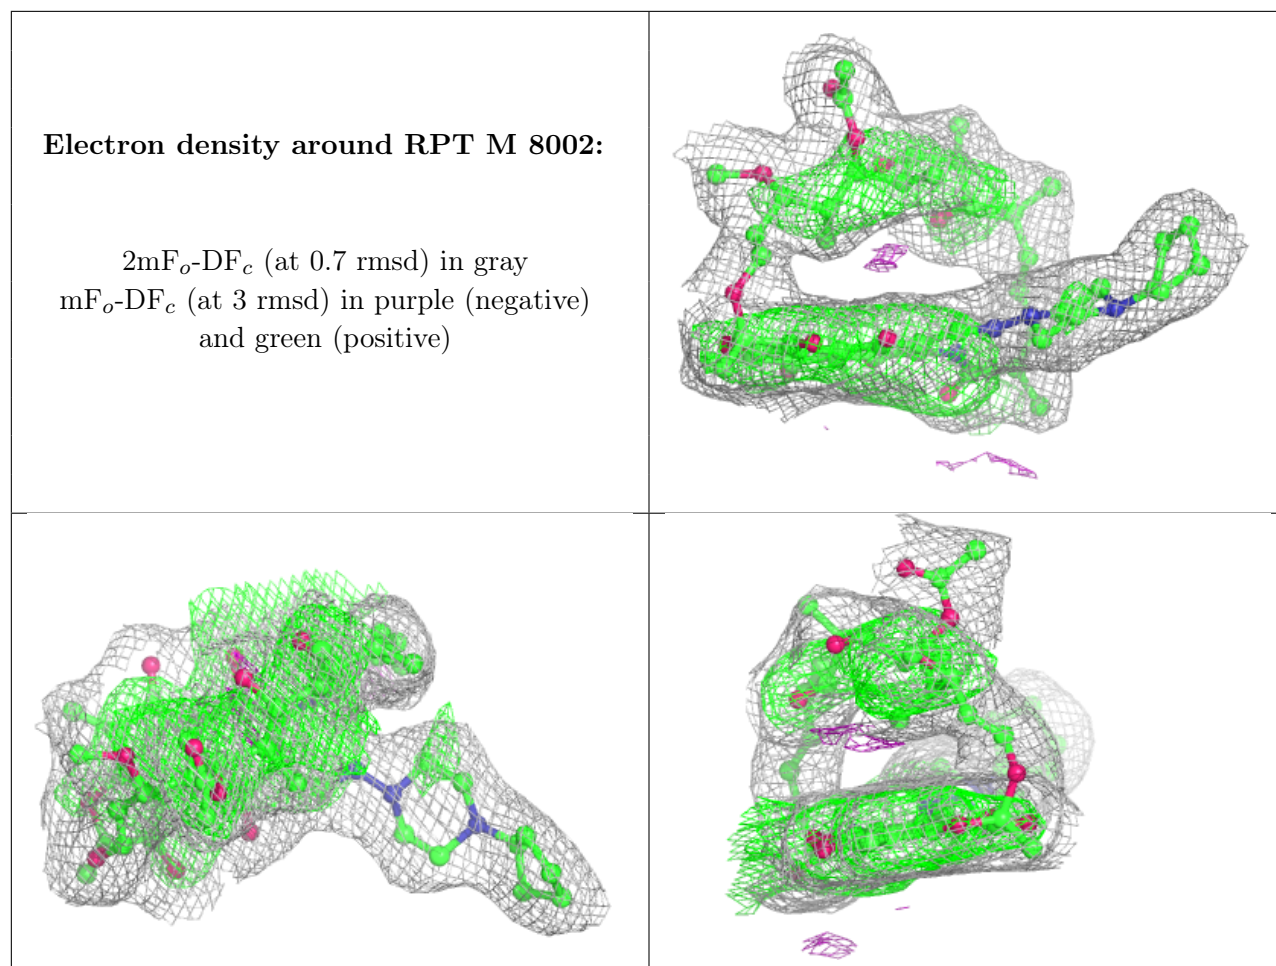 Electron density around RPT M 8002:
2mFo-DFc (at 0.7 rmsd) in gray
mFo-DFc (at 3 rmsd) in purple (negative)
and green (positive)